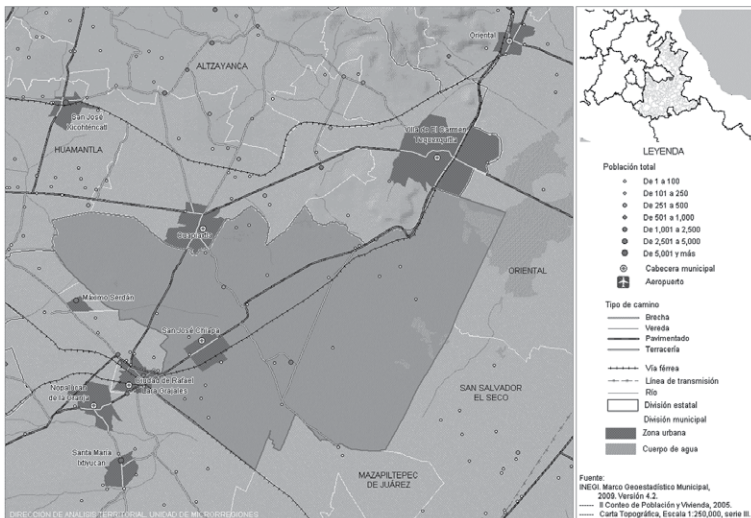 Oriental
ALTZAYANCA
San José
Xicohtencatl
HUAMANTLA
Villa de El Carmen
Tequexquitla
Cuapiaxtla
ORIENTAL
Máximo Serdán
San José Chiapa
Ciudad de Rafael
Lara Grajales
Nopalucan
de la Granja
SAN SALVADOR
EL SECO
Santa María
Ixtiyucan
MAZAPILTEPEC
DE JUÁREZ
DIRECCIÓN DE ANÁLISIS TERRITORIAL, UNIDAD DE MICRORREGIONES
LEYENDA
Población total
De 1 a 100
De 101 a 250
De 251 a 500
De 501 a 1,000
De 1,001 a 2,500
De 2,501 a 5,000
De 5,001 y más
Cabecera municipal
Aeropuerto
Tipo de camino
Brecha
Vereda
Pavimentado
Terracería
Vía férrea
Línea de transmisión
Río
División estatal
División municipal
Zona urbana
Cuerpo de agua
Fuente:
INEGI. Marco Geoestadístico Municipal,
2009. Versión 4.2.
II Conteo de Población y Vivienda, 2005.
Carta Topográfica, Escala 1:250,000, serie III.